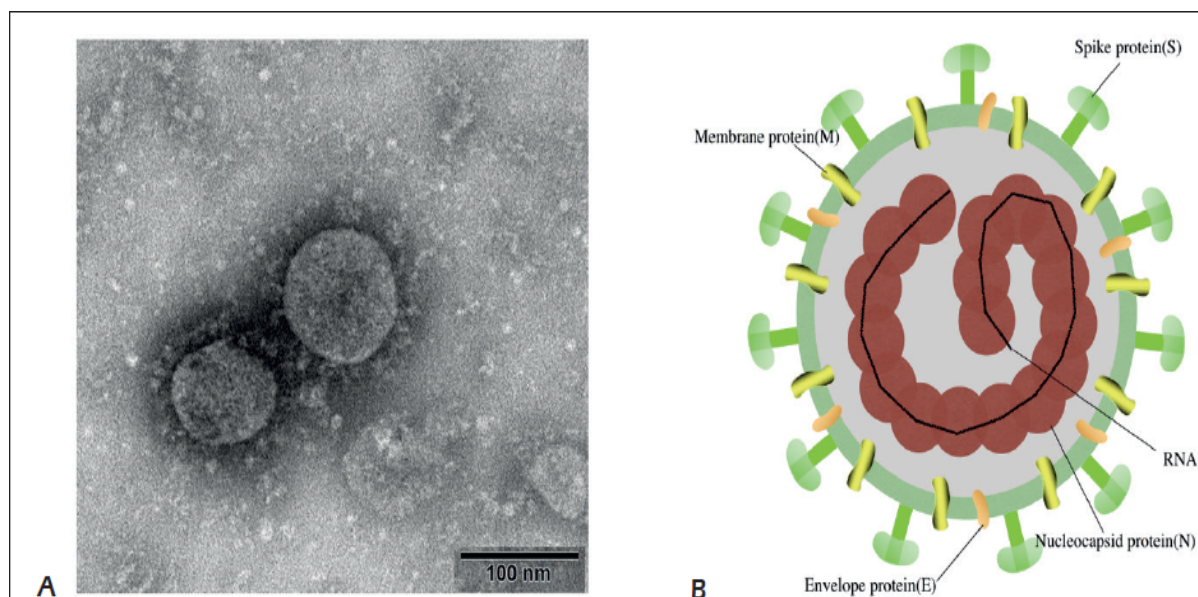 Spike protein(S)
Membrane protein(M)
RNA
Nucleocapsid protein(N)
Envelope protein(E)
100 nm
A
B